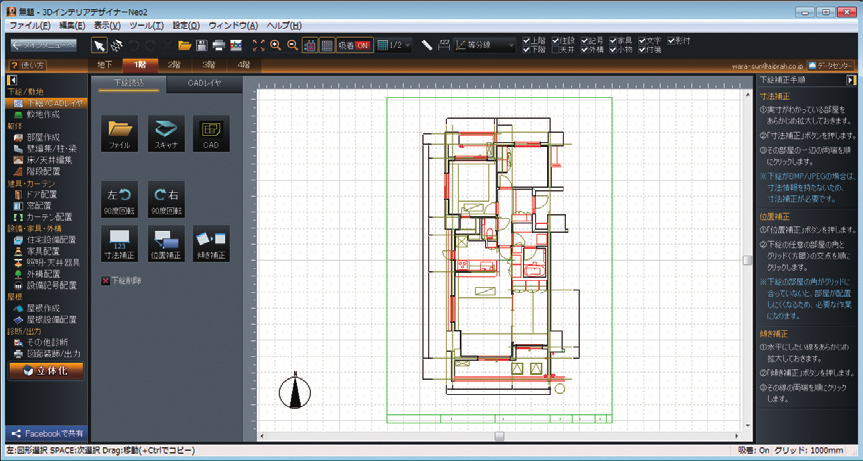 無題 - 3DインテリアデザイナーNeo2
ファイル(F) 編集(E) 表示(V) ツール(T) 設定(O) ウィンドウ(A) ヘルプ(H)
吸着 ON
1/2
等分線
上階 住設 記号 家具 文字 影付
下階 天井 外構 小物 付箋
? 使い方
地下 1階 2階 3階 4階
データセンター
下絵/敷地
下絵/CADレイヤ
敷地作成
躯体
部屋作成
壁編集/柱・梁
床/天井編集
階段配置
建具・カーテン
ドア配置
窓配置
カーテン配置
設備・家具・外構
住宅設備配置
家具配置
照明・天井器具
外構配置
設備記号配置
屋根
屋根作成
屋根設備配置
診断/出力
その他診断
図面装飾/出力
立体化
Facebookで共有
下絵読込 CADレイヤ
ファイル スキャナ CAD
左 90度回転
右 90度回転
123
寸法補正 位置補正 傾き補正
下絵削除
N
下絵補正手順
寸法補正
①実寸がわかっている部屋を
あらかじめ拡大しておきます。
②「寸法補正」ボタンを押します。
③その部屋の一辺の両端を順
にクリックします。
※下絵がBMP/JPEGの場合は、
寸法情報を持たないため、
寸法補正が必要です。
位置補正
①「位置補正」ボタンを押します。
②下絵の任意の部屋の角と
グリッド(方眼)の交点を順に
クリックします。
※下絵の部屋の角がグリッドに
合っていないと、部屋が配置
しにくくなるため、必要な作業
になります。
傾き補正
①水平にしたい線をあらかじめ
拡大しておきます。
②「傾き補正」ボタンを押します。
③その線の両端を順にクリック
します。
左:図形選択 SPACE:次選択 Drag:移動(+Ctrlでコピー)
吸着: On グリッド: 1000mm